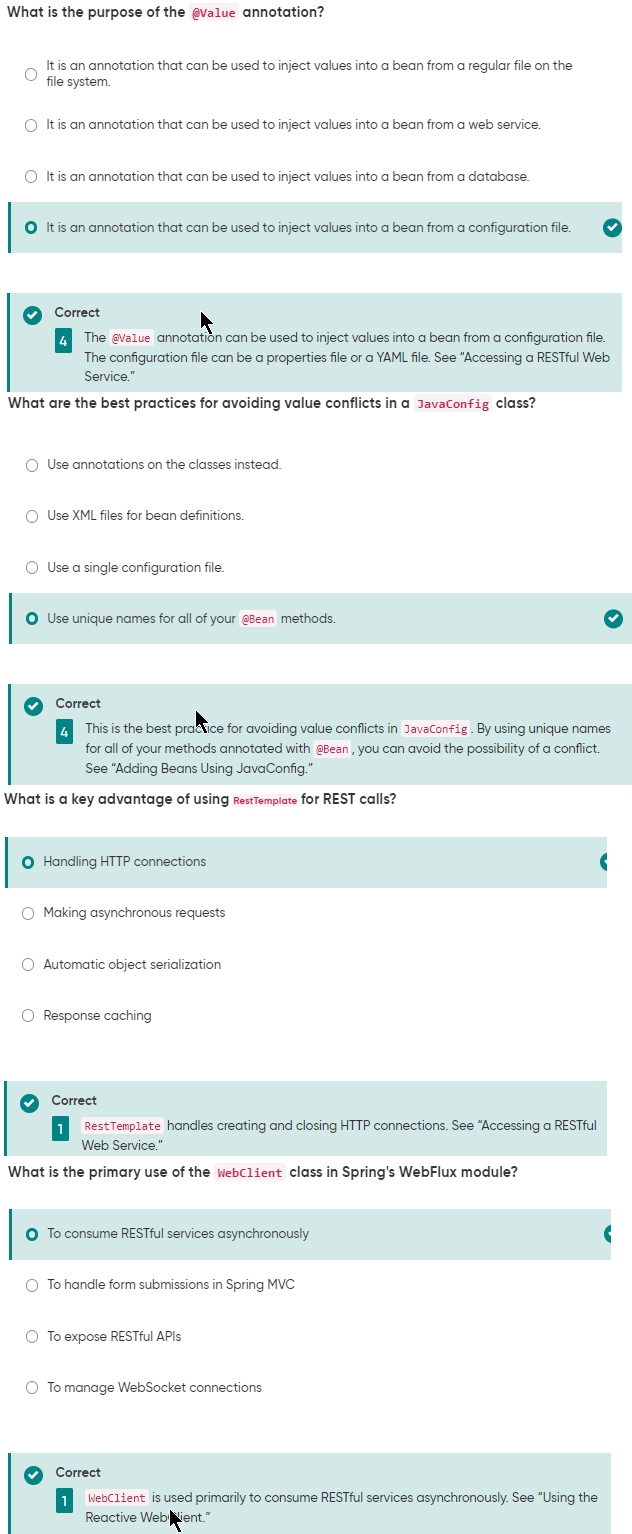 What is the purpose of the @Value annotation?
It is an annotation that can be used to inject values into a bean from a regular file on the
file system.
It is an annotation that can be used to inject values into a bean from a web service.
It is an annotation that can be used to inject values into a bean from a database.
It is an annotation that can be used to inject values into a bean from a configuration file.
Correct
4 The @Value annotation can be used to inject values into a bean from a configuration file.
The configuration file can be a properties file or a YAML file. See “Accessing a RESTful Web
Service.”
What are the best practices for avoiding value conflicts in a JavaConfig class?
Use annotations on the classes instead.
Use XML files for bean definitions.
Use a single configuration file.
Use unique names for all of your @Bean methods.
Correct
4 This is the best practice for avoiding value conflicts in JavaConfig. By using unique names
for all of your methods annotated with @Bean, you can avoid the possibility of a conflict.
See “Adding Beans Using JavaConfig.”
What is a key advantage of using RestTemplate for REST calls?
Handling HTTP connections
Making asynchronous requests
Automatic object serialization
Response caching
Correct
1 RestTemplate handles creating and closing HTTP connections. See “Accessing a RESTful
Web Service.”
What is the primary use of the WebClient class in Spring's WebFlux module?
To consume RESTful services asynchronously
To handle form submissions in Spring MVC
To expose RESTful APIs
To manage WebSocket connections
Correct
1 WebClient is used primarily to consume RESTful services asynchronously. See “Using the
Reactive WebClient.”